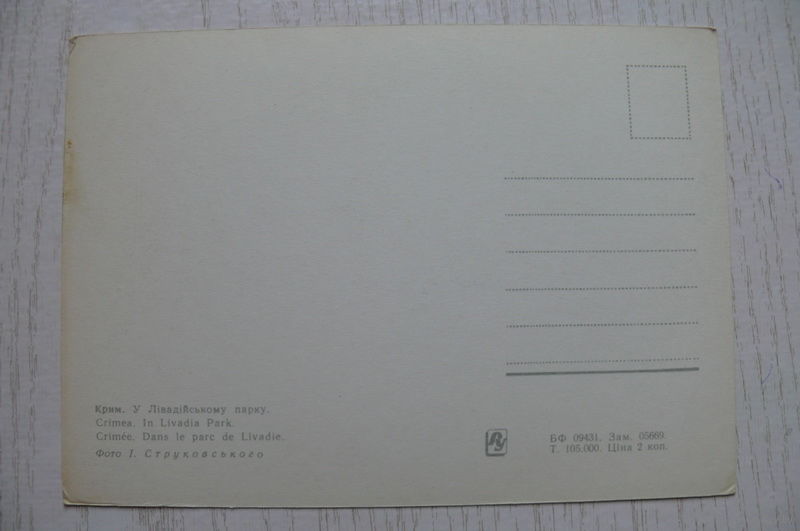 Крим. У Лівадійському парку.
Crimea. In Livadia Park.
Crimée. Dans le parc de Livadie.
Фото І. Струковського
БФ 09431. Зам. 05669.
Т. 105.000. Ціна 2 коп.